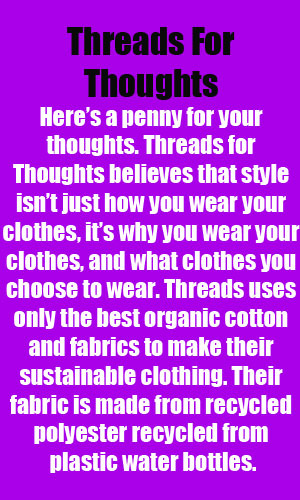 Threads For
Thoughts
Here's a penny for your
thoughts. Threads for
Thoughts believes that style
isn't just how you wear your
clothes, it's why you wear your
clothes, and what clothes you
choose to wear. Threads uses
only the best organic cotton
and fabrics to make their
sustainable clothing. Their
fabric is made from recycled
polyester recycled from
plastic water bottles.